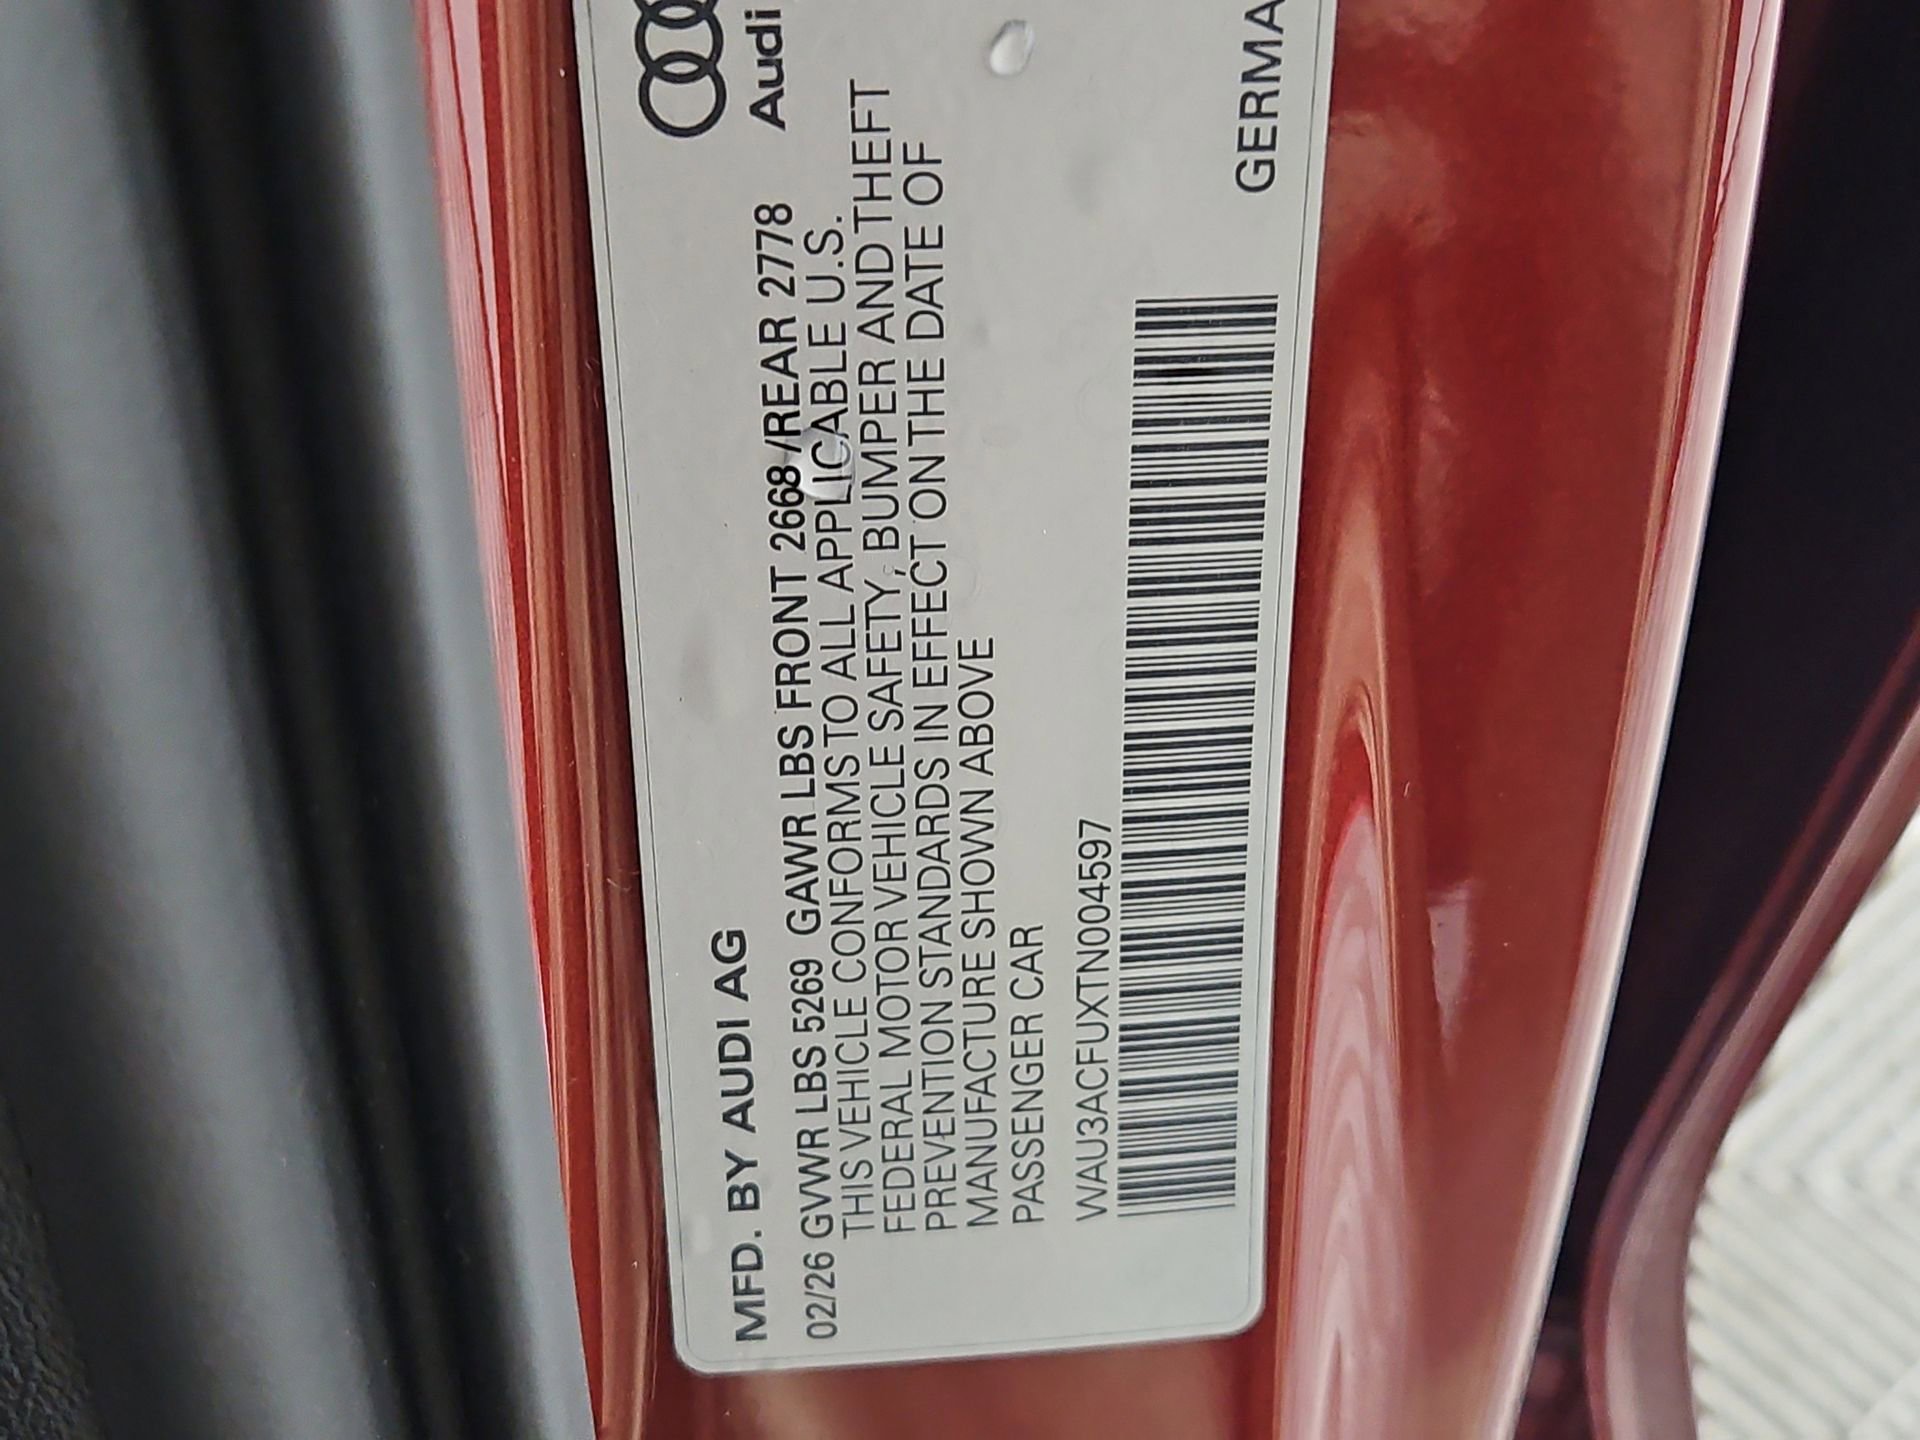 MFD. BY AUDI AG
Audi
02/26 GVWR LBS 5269 GAWR LBS FRONT 2668/REAR 2778
THIS VEHICLE CONFORMS TO ALL APPLICABLE U.S.
FEDERAL MOTOR VEHICLE SAFETY, BUMPER AND THEFT
PREVENTION STANDARDS IN EFFECT ON THE DATE OF
MANUFACTURE SHOWN ABOVE
PASSENGER CAR
WAU3ACFUXTN004597
GERMA